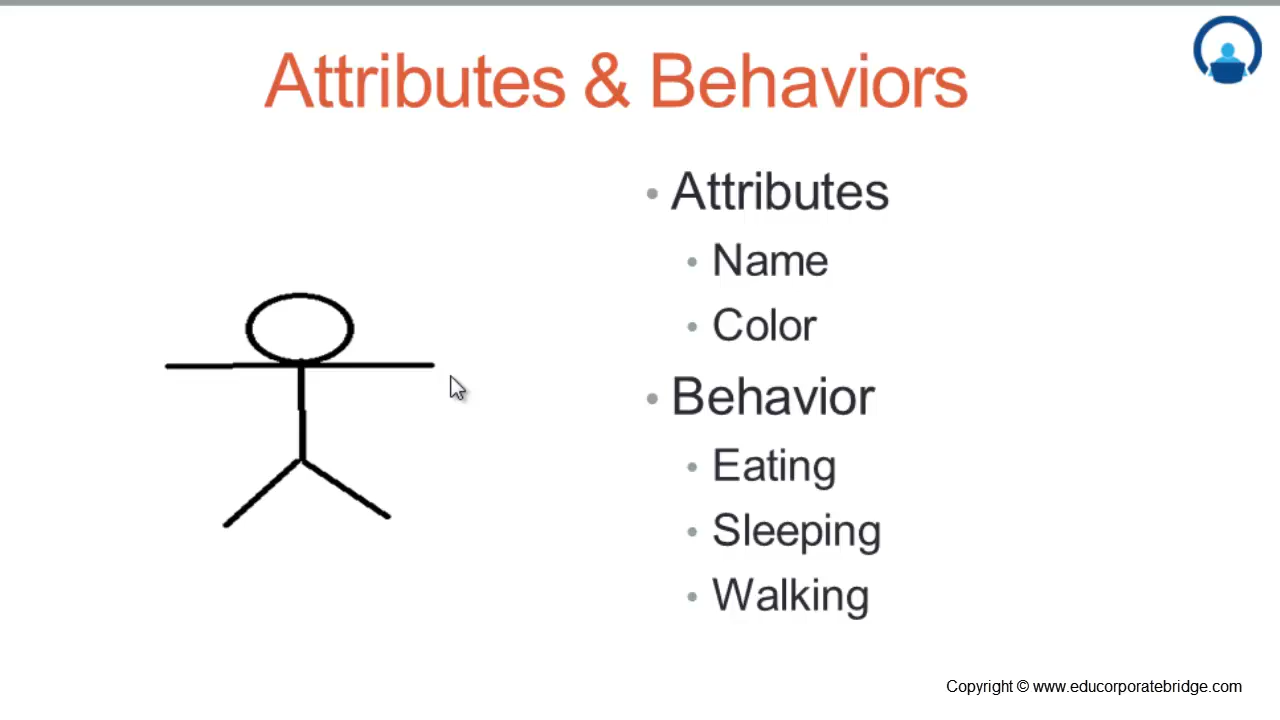 Attributes & Behaviors
• Attributes
• Name
• Color
• Behavior
• Eating
• Sleeping
• Walking
Copyright © www.educorporatebridge.com